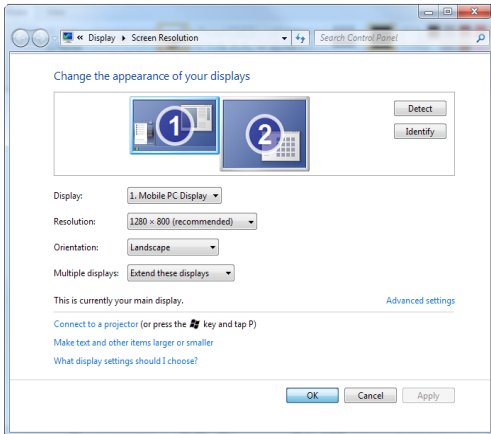 « Display ▸ Screen Resolution
Search Control Panel
Change the appearance of your displays
1
2
Detect
Identify
Display: 1. Mobile PC Display
Resolution: 1280 × 800 (recommended)
Orientation: Landscape
Multiple displays: Extend these displays
This is currently your main display. Advanced settings
Connect to a projector (or press the key and tap P)
Make text and other items larger or smaller
What display settings should I choose?
OK Cancel Apply